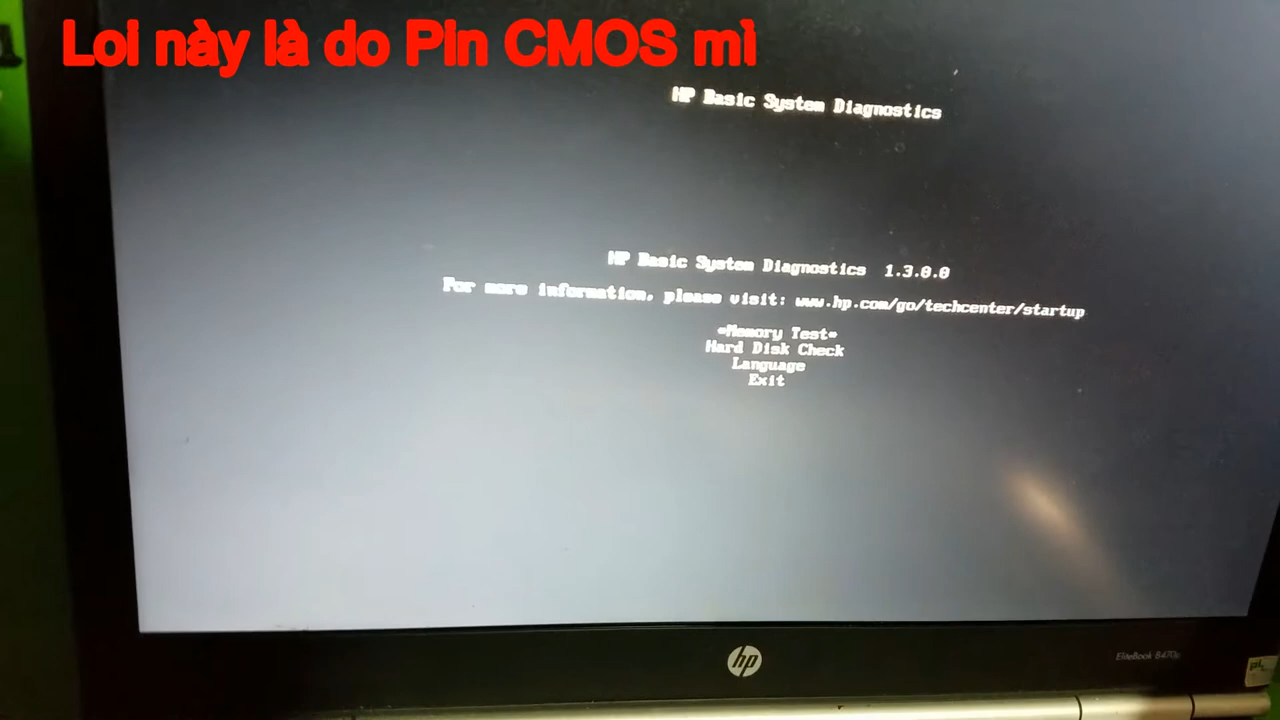 Loi này là do Pin CMOS mì
HP Basic System Diagnostics
HP Basic System Diagnostics 1.3.0.0
For more information, please visit: www.hp.com/go/techcenter/startup
*Memory Test*
Hard Disk Check
Language
Exit
hp
EliteBook 8470p